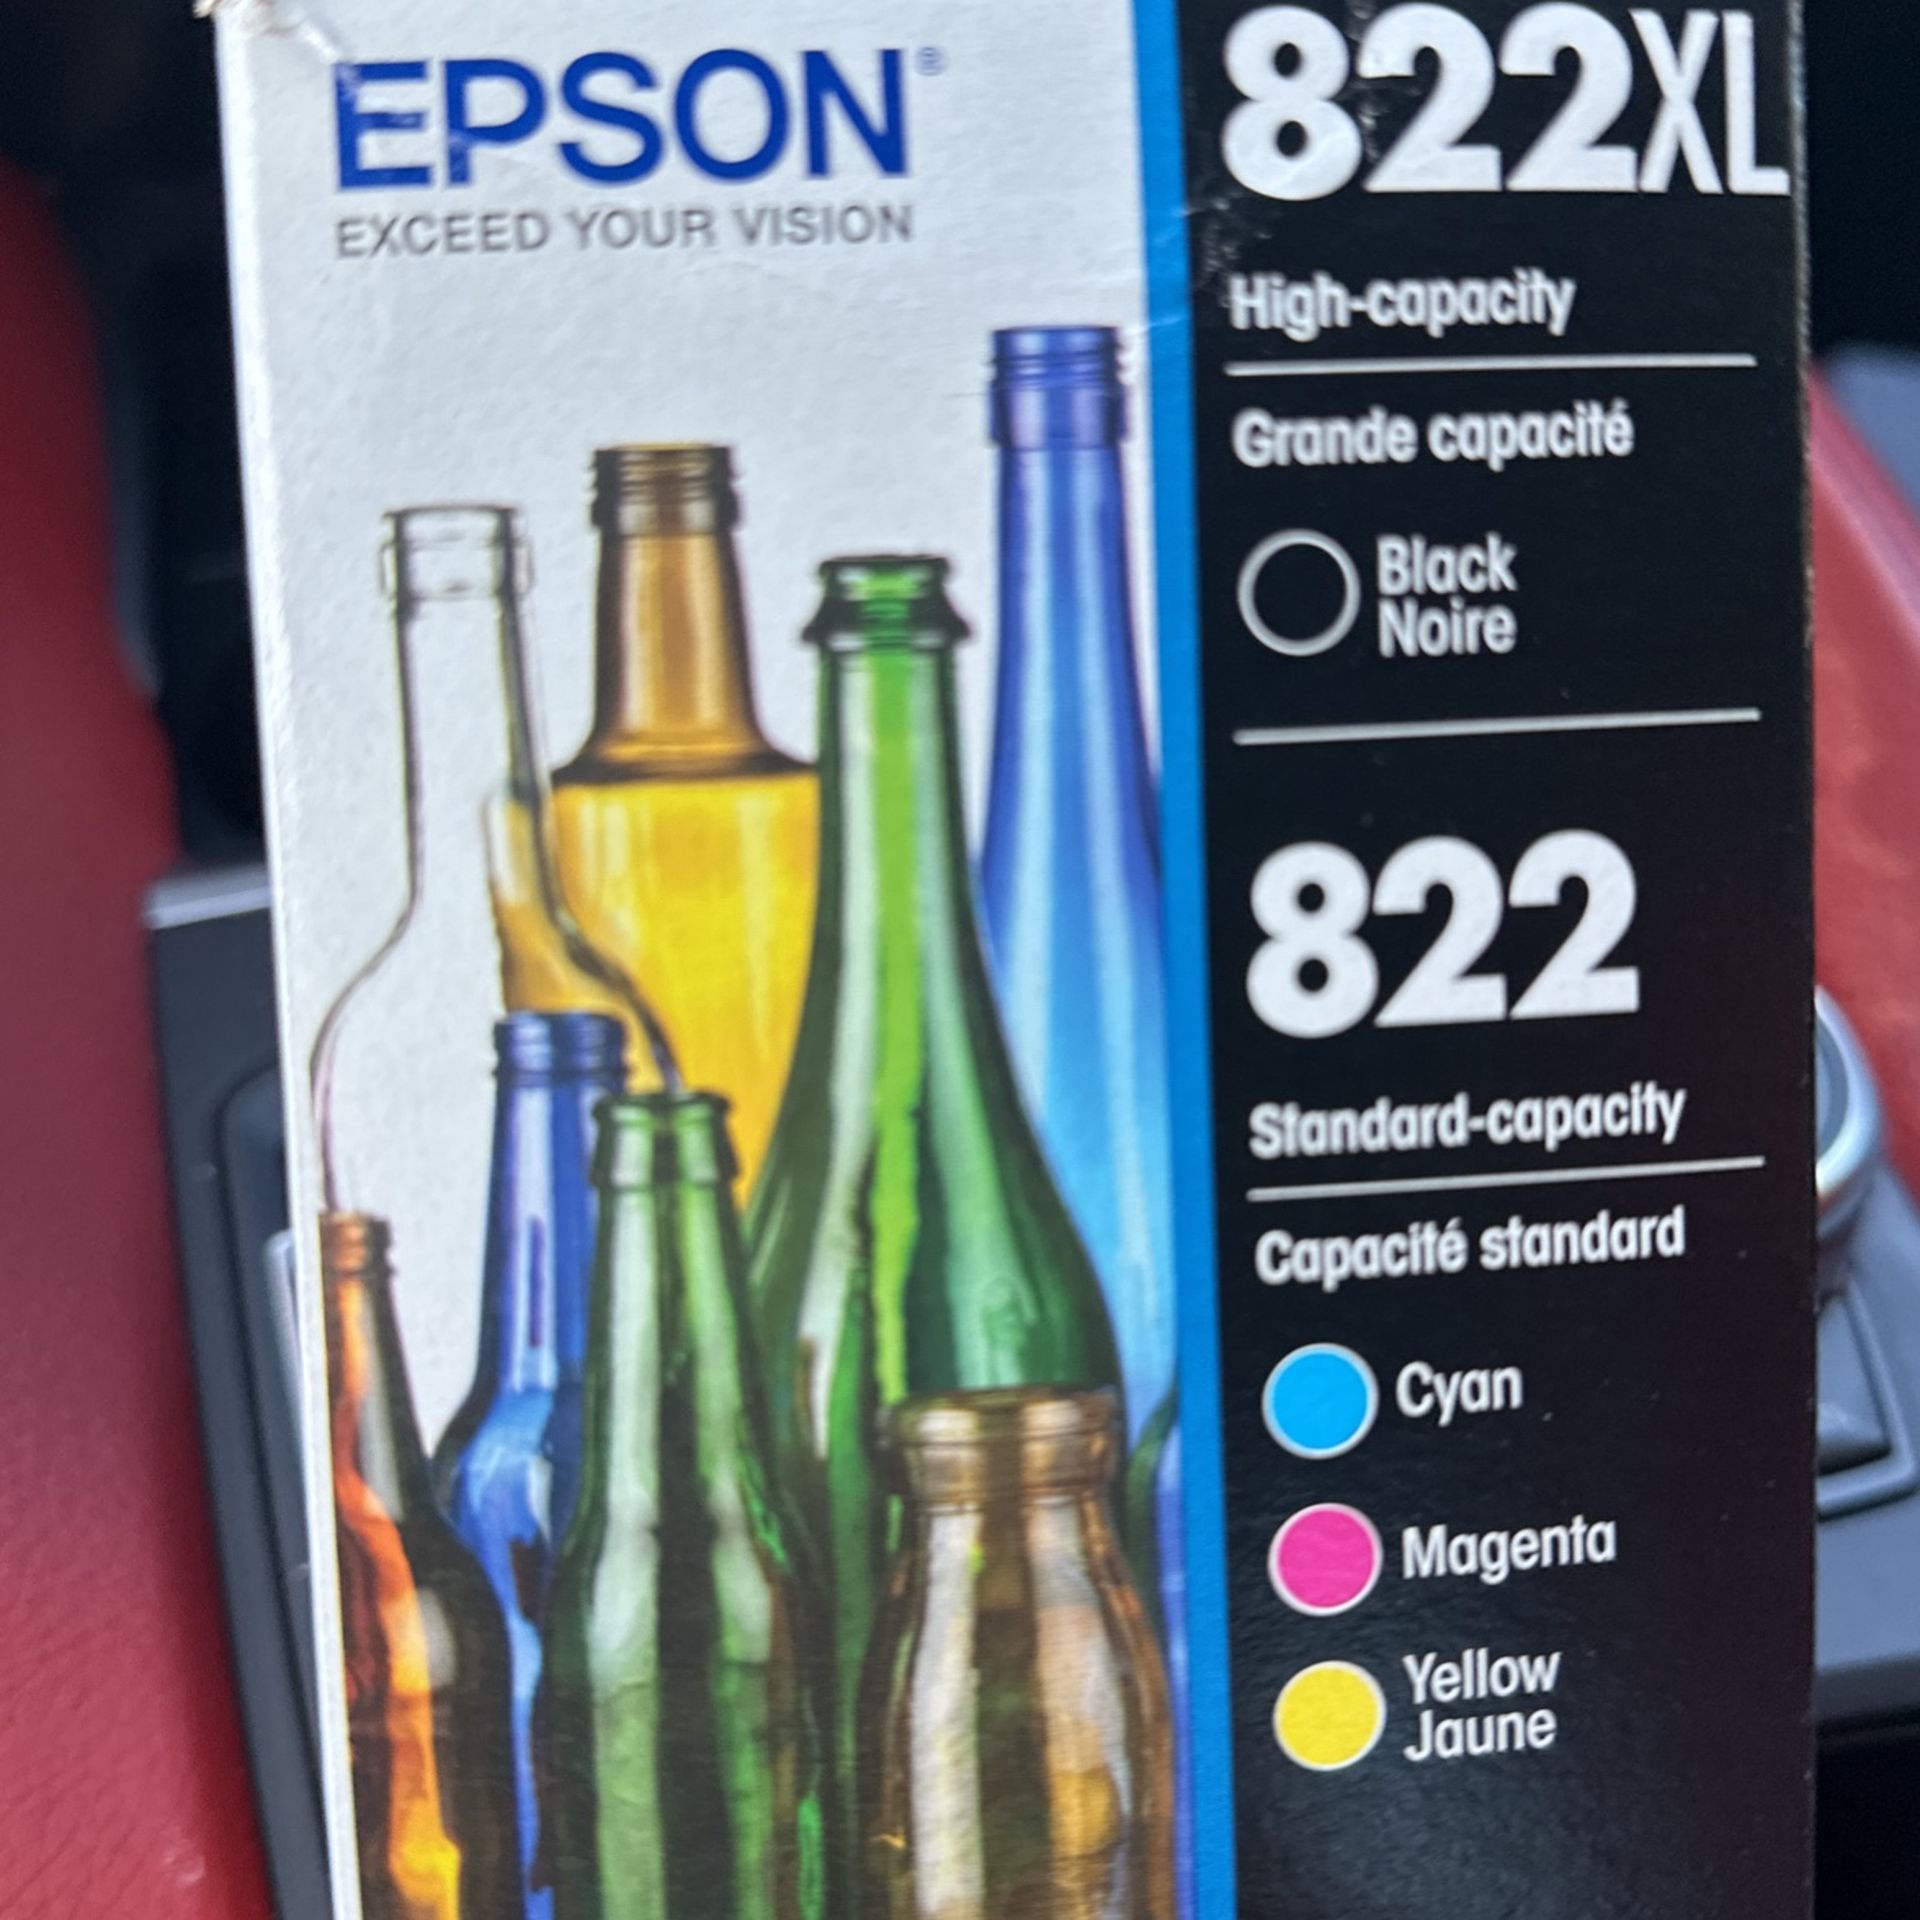 EPSON®
EXCEED YOUR VISION
822XL
High-capacity
Grande capacité
Black
Noire
822
Standard-capacity
Capacité standard
Cyan
Magenta
Yellow
Jaune